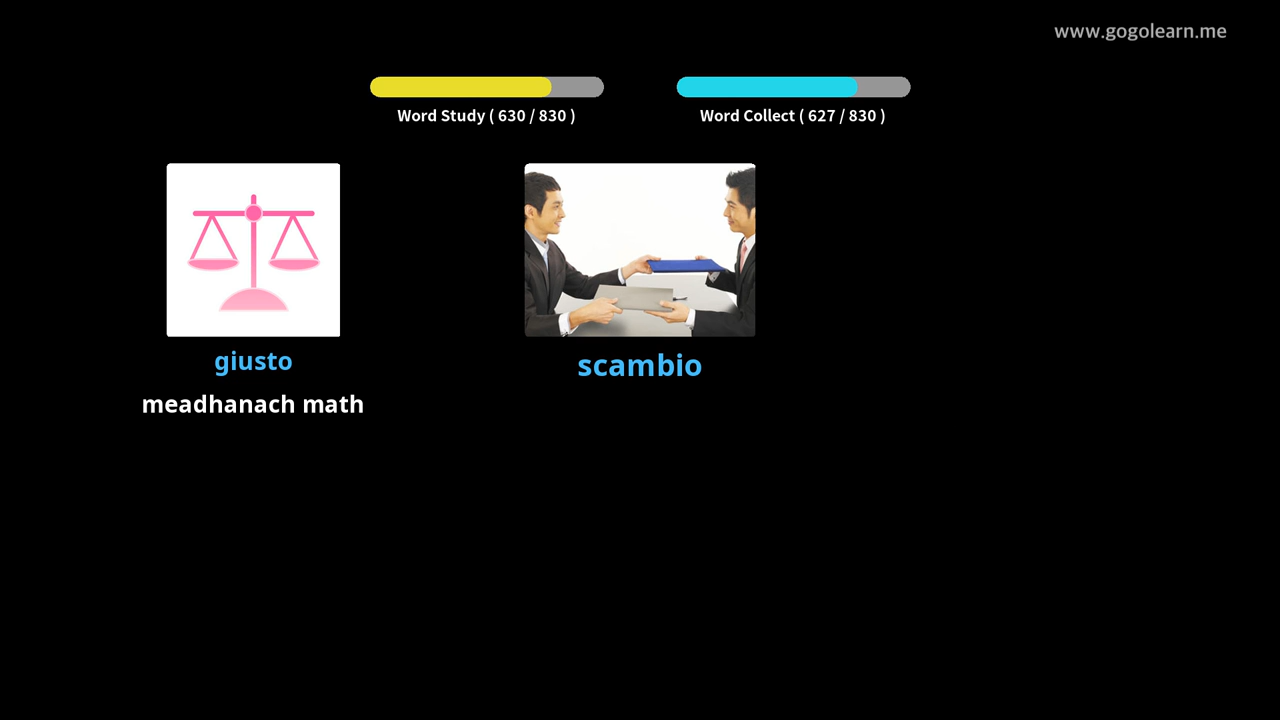 www.gogolearn.me
Word Study ( 630 / 830 )
Word Collect ( 627 / 830 )
giusto
scambio
meadhanach math